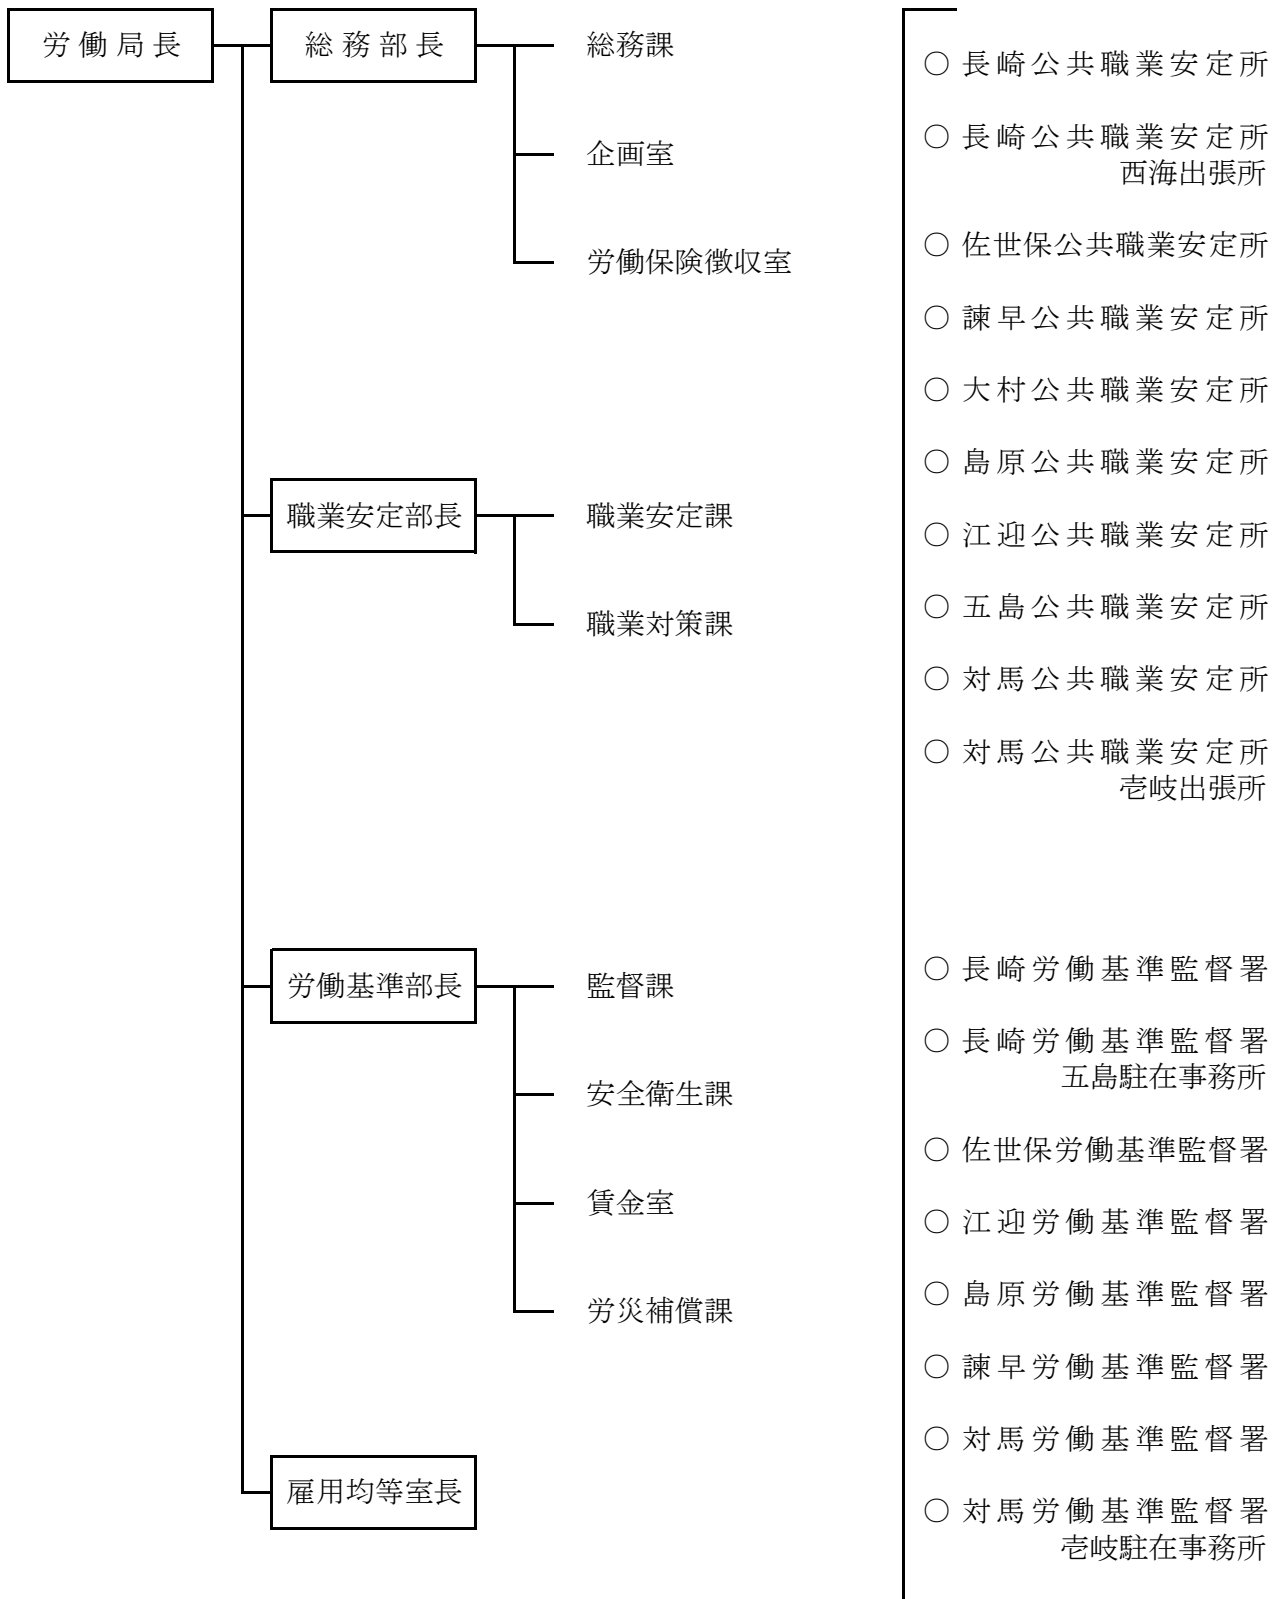 労働局長
総務部長
総務課
企画室
労働保険徴収室
職業安定部長
職業安定課
職業対策課
労働基準部長
監督課
安全衛生課
賃金室
労災補償課
雇用均等室長
○ 長崎公共職業安定所
○ 長崎公共職業安定所
西海出張所
○ 佐世保公共職業安定所
○ 諫早公共職業安定所
○ 大村公共職業安定所
○ 島原公共職業安定所
○ 江迎公共職業安定所
○ 五島公共職業安定所
○ 対馬公共職業安定所
○ 対馬公共職業安定所
壱岐出張所
○ 長崎労働基準監督署
○ 長崎労働基準監督署
五島駐在事務所
○ 佐世保労働基準監督署
○ 江迎労働基準監督署
○ 島原労働基準監督署
○ 諫早労働基準監督署
○ 対馬労働基準監督署
○ 対馬労働基準監督署
壱岐駐在事務所